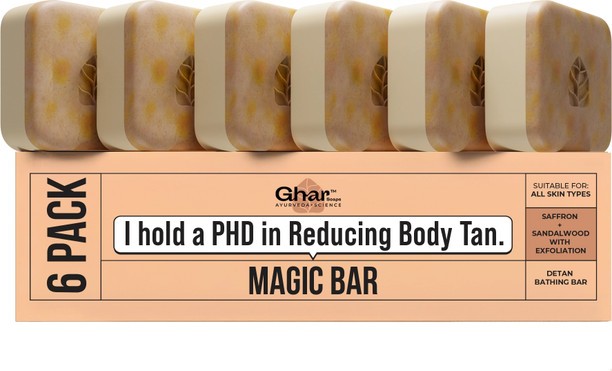 6 PACK
Ghar™
Soaps
AYURVEDA+SCIENCE
I hold a PHD in Reducing Body Tan.
MAGIC BAR
SUITABLE FOR:
ALL SKIN TYPES
SAFFRON
+
SANDALWOOD
WITH
EXFOLIATION
DETAN
BATHING BAR